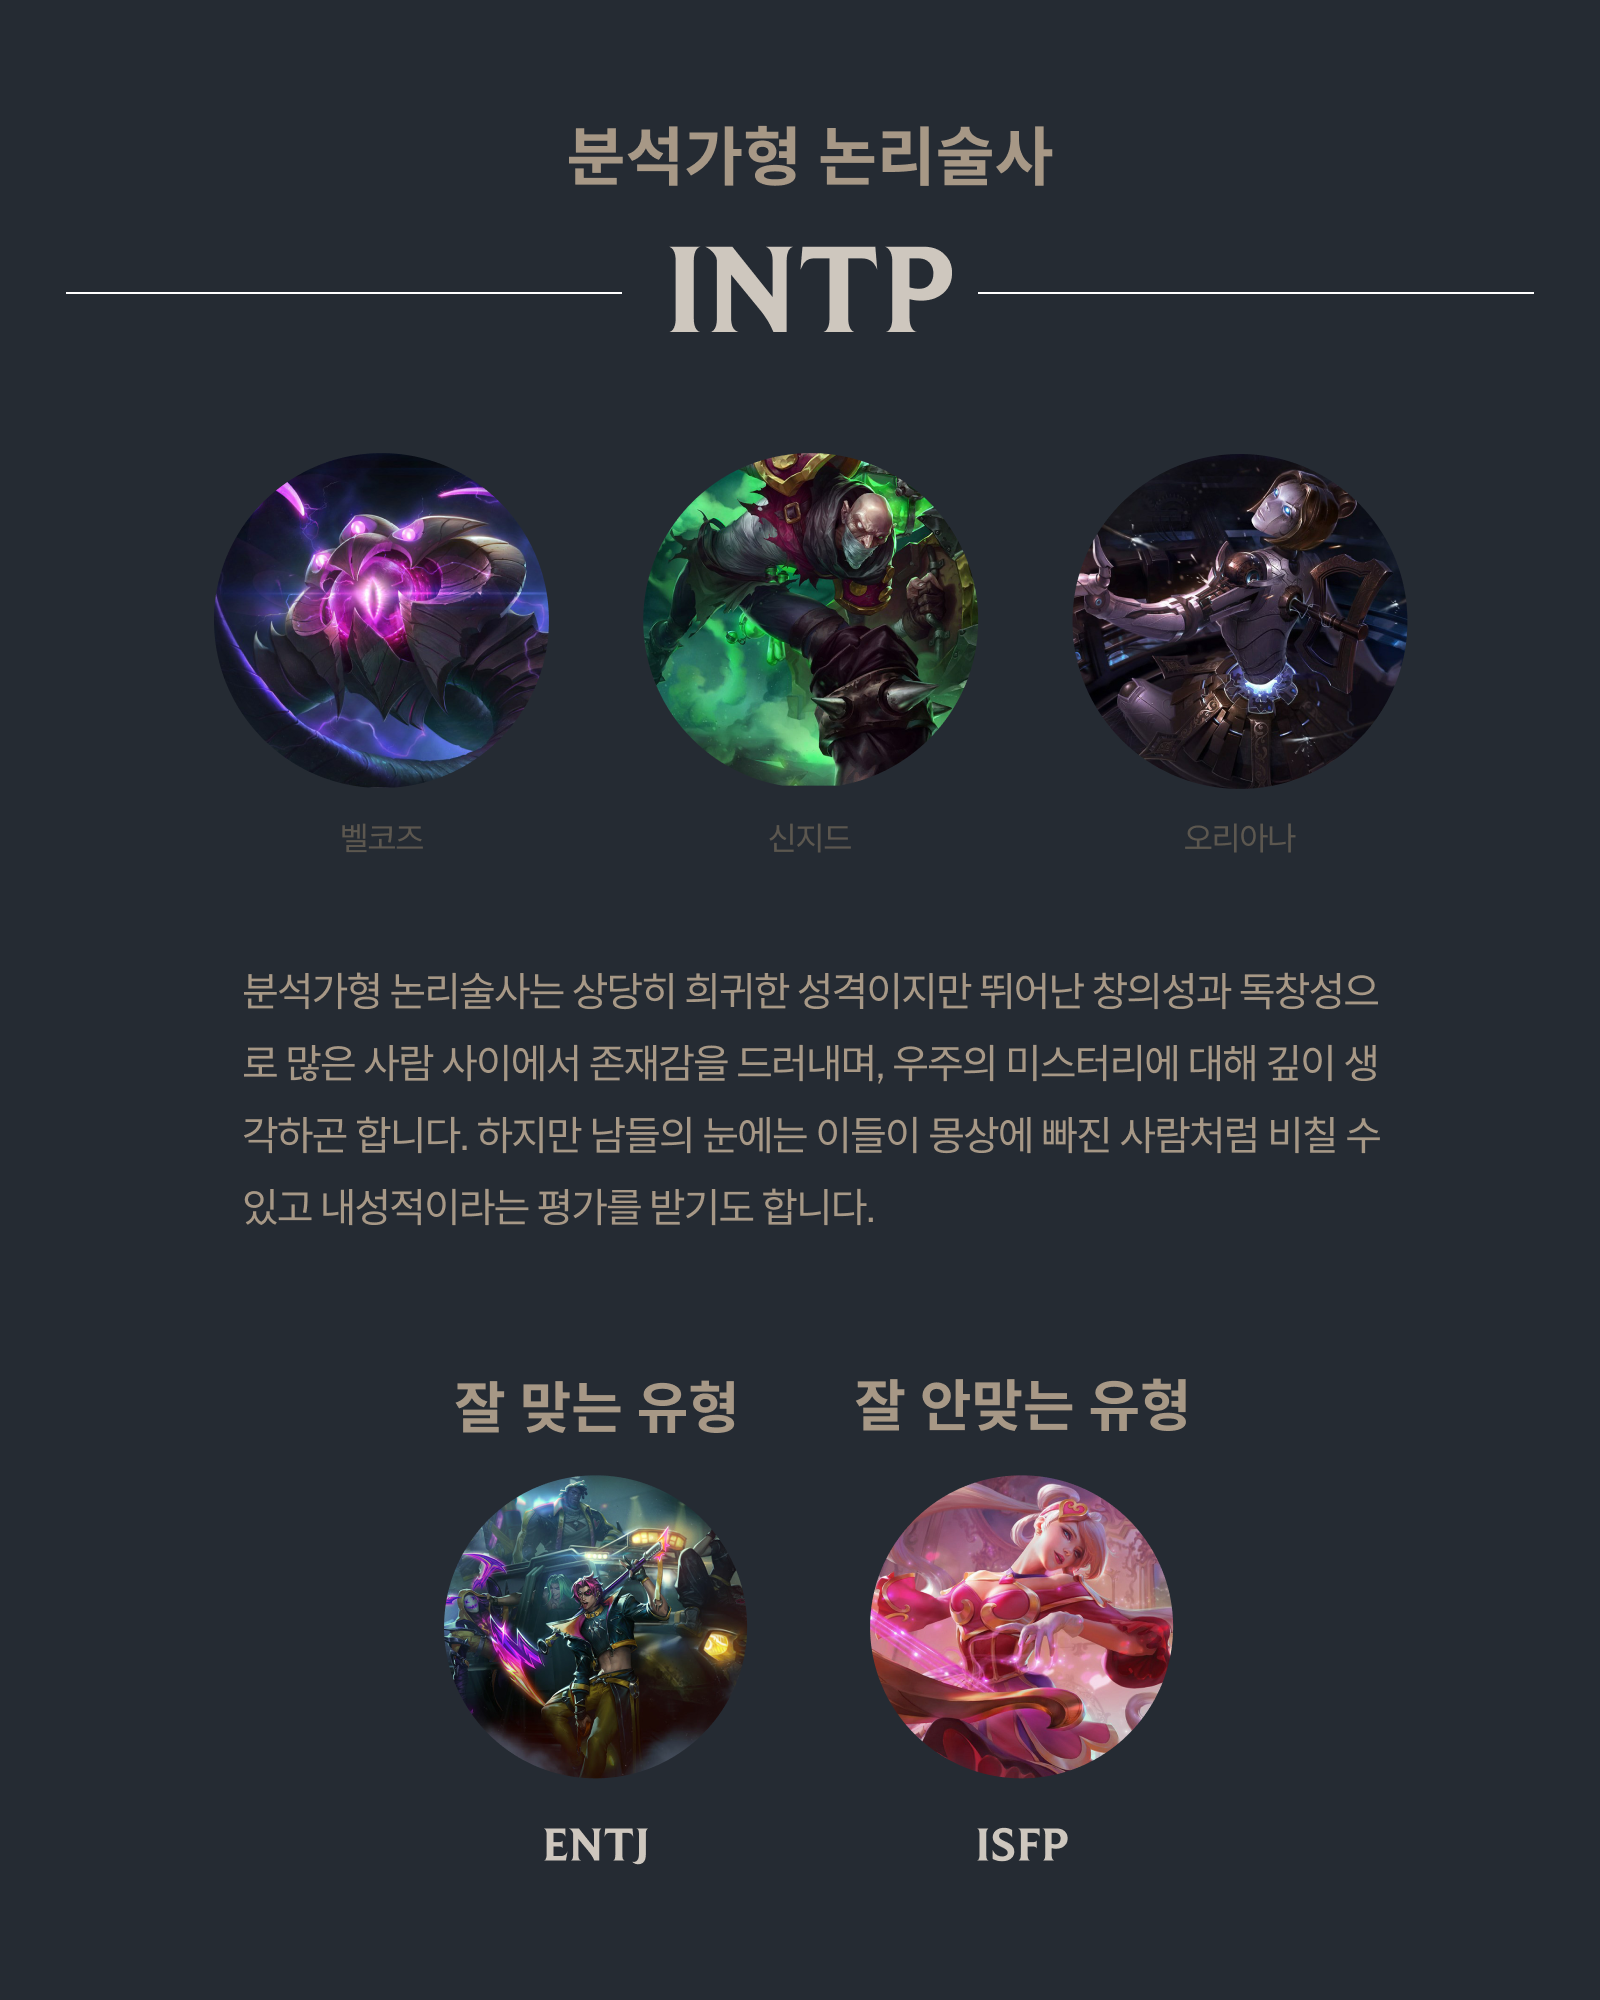 분석가형 논리술사
INTP
벨코즈
신지드
오리아나
분석가형 논리술사는 상당히 희귀한 성격이지만 뛰어난 창의성과 독창성으
로 많은 사람 사이에서 존재감을 드러내며, 우주의 미스터리에 대해 깊이 생
각하곤 합니다. 하지만 남들의 눈에는 이들이 몽상에 빠진 사람처럼 비칠 수
있고 내성적이라는 평가를 받기도 합니다.
잘 맞는 유형
잘 안맞는 유형
ENTJ
ISFP